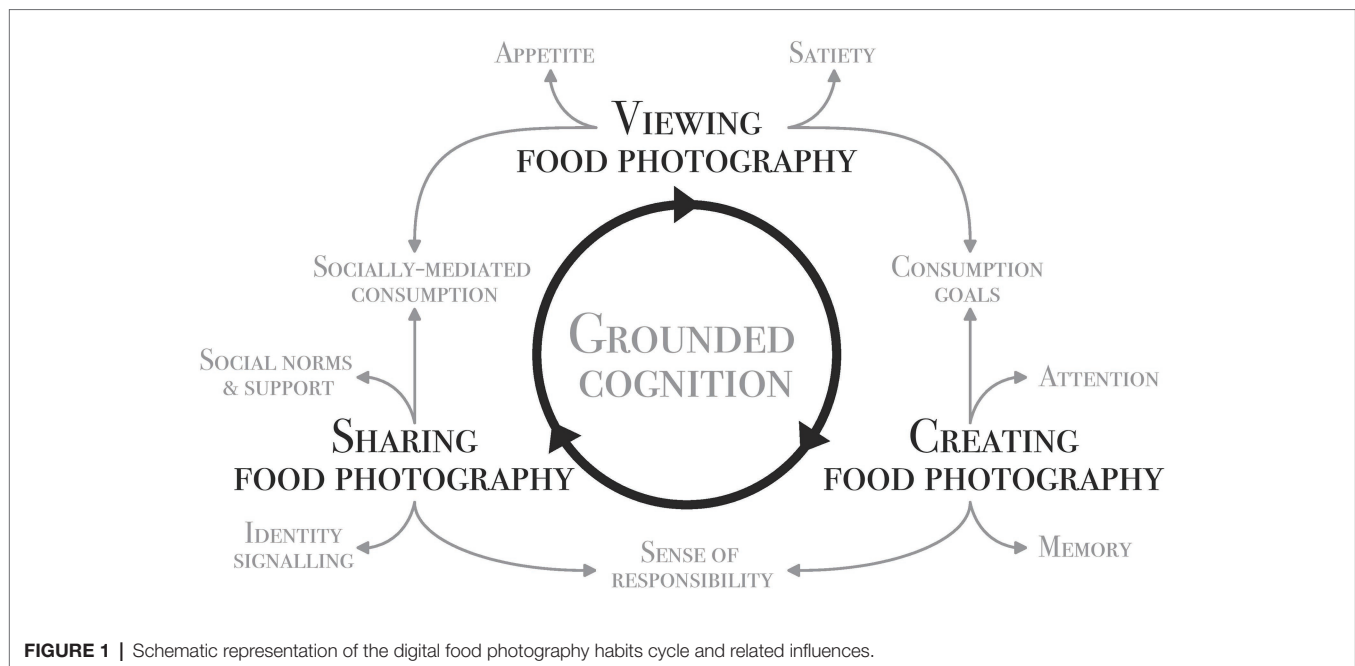 APPETITE
SATIETY
VIEWING
FOOD PHOTOGRAPHY
SOCIALLY-MEDIATED
CONSUMPTION
CONSUMPTION
GOALS
GROUNDED
COGNITION
SOCIAL NORMS
& SUPPORT
ATTENTION
SHARING
FOOD PHOTOGRAPHY
CREATING
FOOD PHOTOGRAPHY
IDENTITY
SIGNALLING
SENSE OF
RESPONSIBILITY
MEMORY
FIGURE 1 | Schematic representation of the digital food photography habits cycle and related influences.